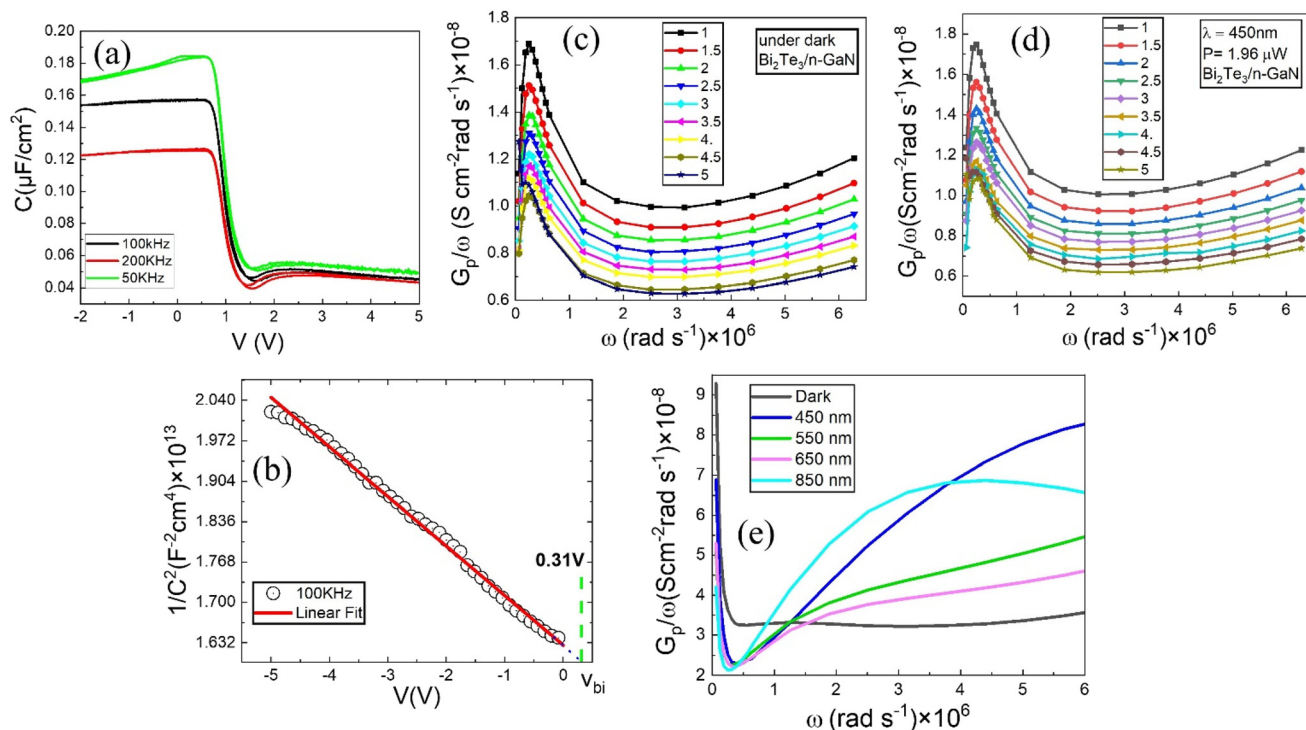 (a)
C(μF/cm²)
0.20
0.18
0.16
0.14
0.12
0.10
0.08
0.06
0.04
100kHz
200KHz
50KHz
-2 -1 0 1 2 3 4 5
V (V)
(c)
Gₚ/ω (S cm⁻²rad s⁻¹)×10⁻⁸
1.8
1.6
1.4
1.2
1.0
0.8
0.6
1
1.5
2
2.5
3
3.5
4.
4.5
5
under dark
Bi₂Te₃/n-GaN
0 1 2 3 4 5 6
ω (rad s⁻¹)×10⁶
(d)
Gₚ/ω(Scm⁻²rad s⁻¹)×10⁻⁸
1.8
1.6
1.4
1.2
1.0
0.8
0.6
1
1.5
2
2.5
3
3.5
4.
4.5
5
λ = 450nm
P= 1.96 μW
Bi₂Te₃/n-GaN
0 1 2 3 4 5 6
ω (rad s⁻¹)×10⁶
(b)
1/C²(F⁻²cm⁴)×10¹³
2.040
1.972
1.904
1.836
1.768
1.700
1.632
0.31V
100KHz
Linear Fit
-5 -4 -3 -2 -1 0 V_bi
V(V)
(e)
Gₚ/ω(Scm⁻²rad s⁻¹)×10⁻⁸
9
8
7
6
5
4
3
2
Dark
450 nm
550 nm
650 nm
850 nm
0 1 2 3 4 5 6
ω (rad s⁻¹)×10⁶